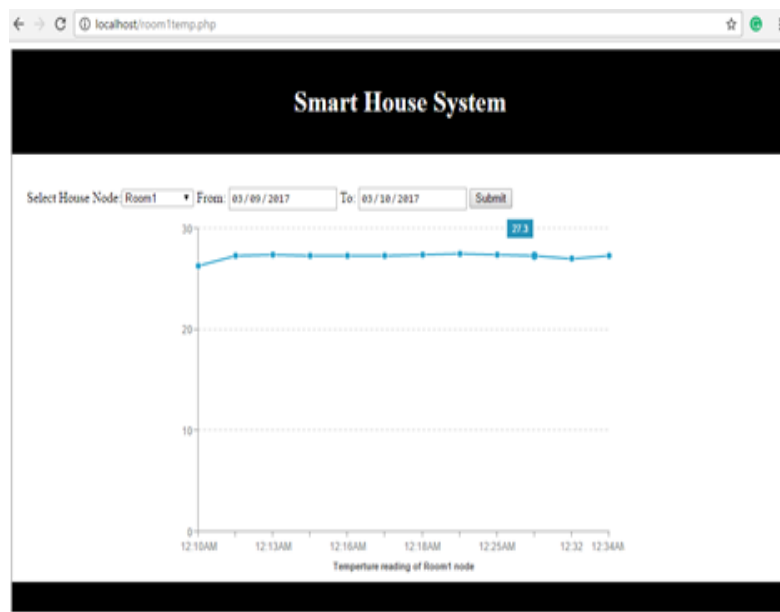 localhost/room1temp.php
Smart House System
Select House Node: Room1 From: 03/09/2017 To: 03/10/2017 Submit
27.3
30
20
10
0
12:10AM 12:13AM 12:16AM 12:18AM 12:25AM 12:32 12:34AM
Temperture reading of Room1 node